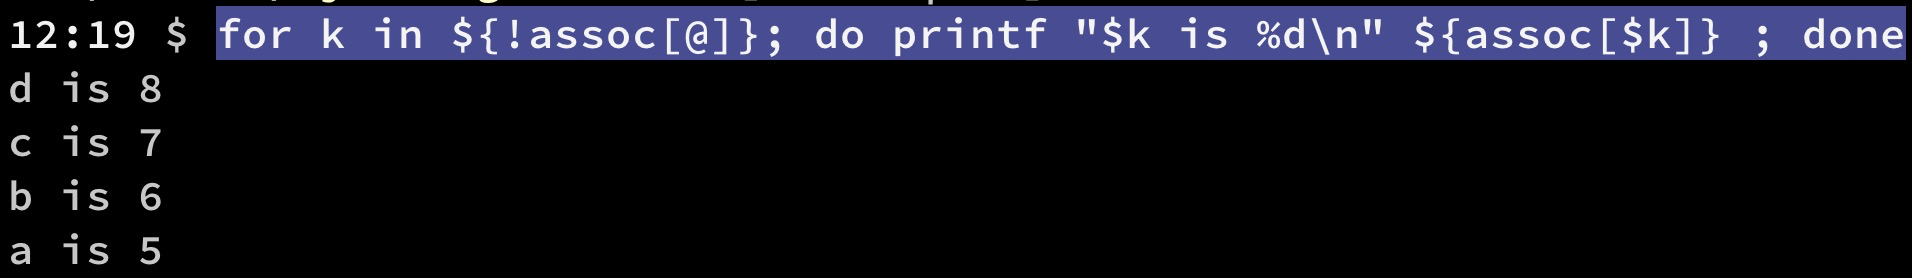 12:19 $ for k in ${!assoc[@]}; do printf "$k is %d\n" ${assoc[$k]} ; done
d is 8
c is 7
b is 6
a is 5